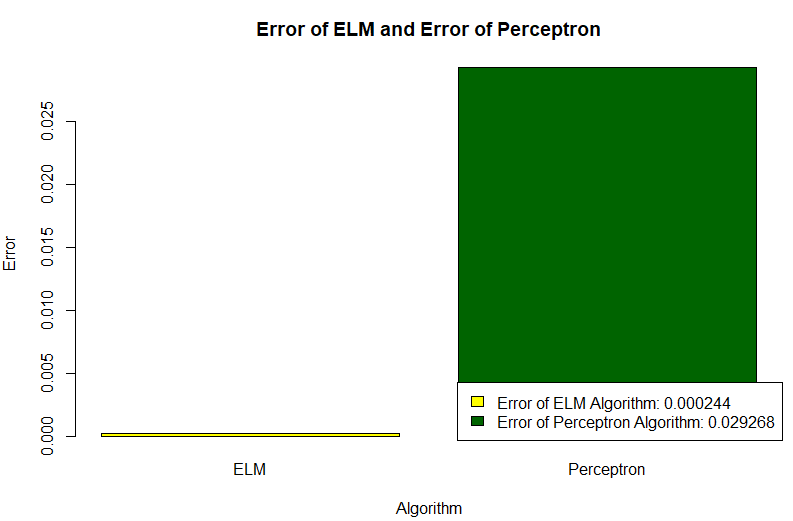 Error of ELM and Error of Perceptron
Error
0.025
0.020
0.015
0.010
0.005
0.000
Error of ELM Algorithm: 0.000244
Error of Perceptron Algorithm: 0.029268
ELM Perceptron
Algorithm